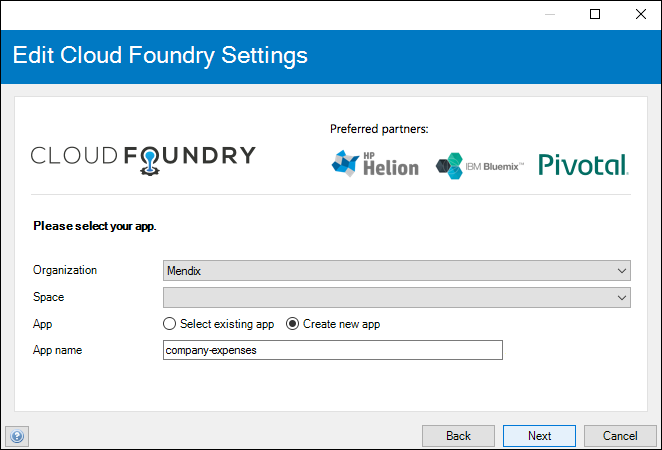 Edit Cloud Foundry Settings
Preferred partners:
CLOUD FOUNDRY
HP Helion
IBM Bluemix™
Pivotal.
Please select your app.
Organization Mendix
Space
App Select existing app Create new app
App name company-expenses
Back Next Cancel